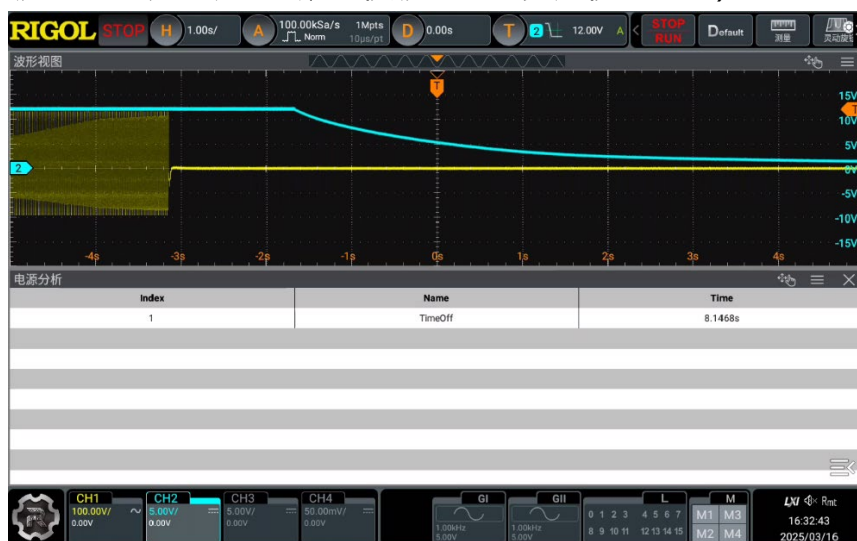 RIGOL STOP H 1.00s/ A 100.00kSa/s 1Mpts Norm 10µs/pt D 0.00s T 2 12.00V A < STOP RUN Default 测量
波形视图
T
15V
T
10V
5V
2
0V
-5V
-10V
-15V
-4s -3s -2s -1s 0s 1s 2s 3s 4s
电源分析
Index Name Time
1 TimeOff 8.1468s
CH1 CH2 CH3 CH4 GI GII L M LXI Rmt
100.00V/ 5.00V/ 5.00V/ 50.00mV/ 0 1 2 3 4 5 6 7 M1 M3
0.00V 0.00V 0.00V 0.00V 1.00kHz 1.00kHz 16:32:43
5.00V 5.00V 8 9 10 11 12 13 14 15 M2 M4 2025/03/16